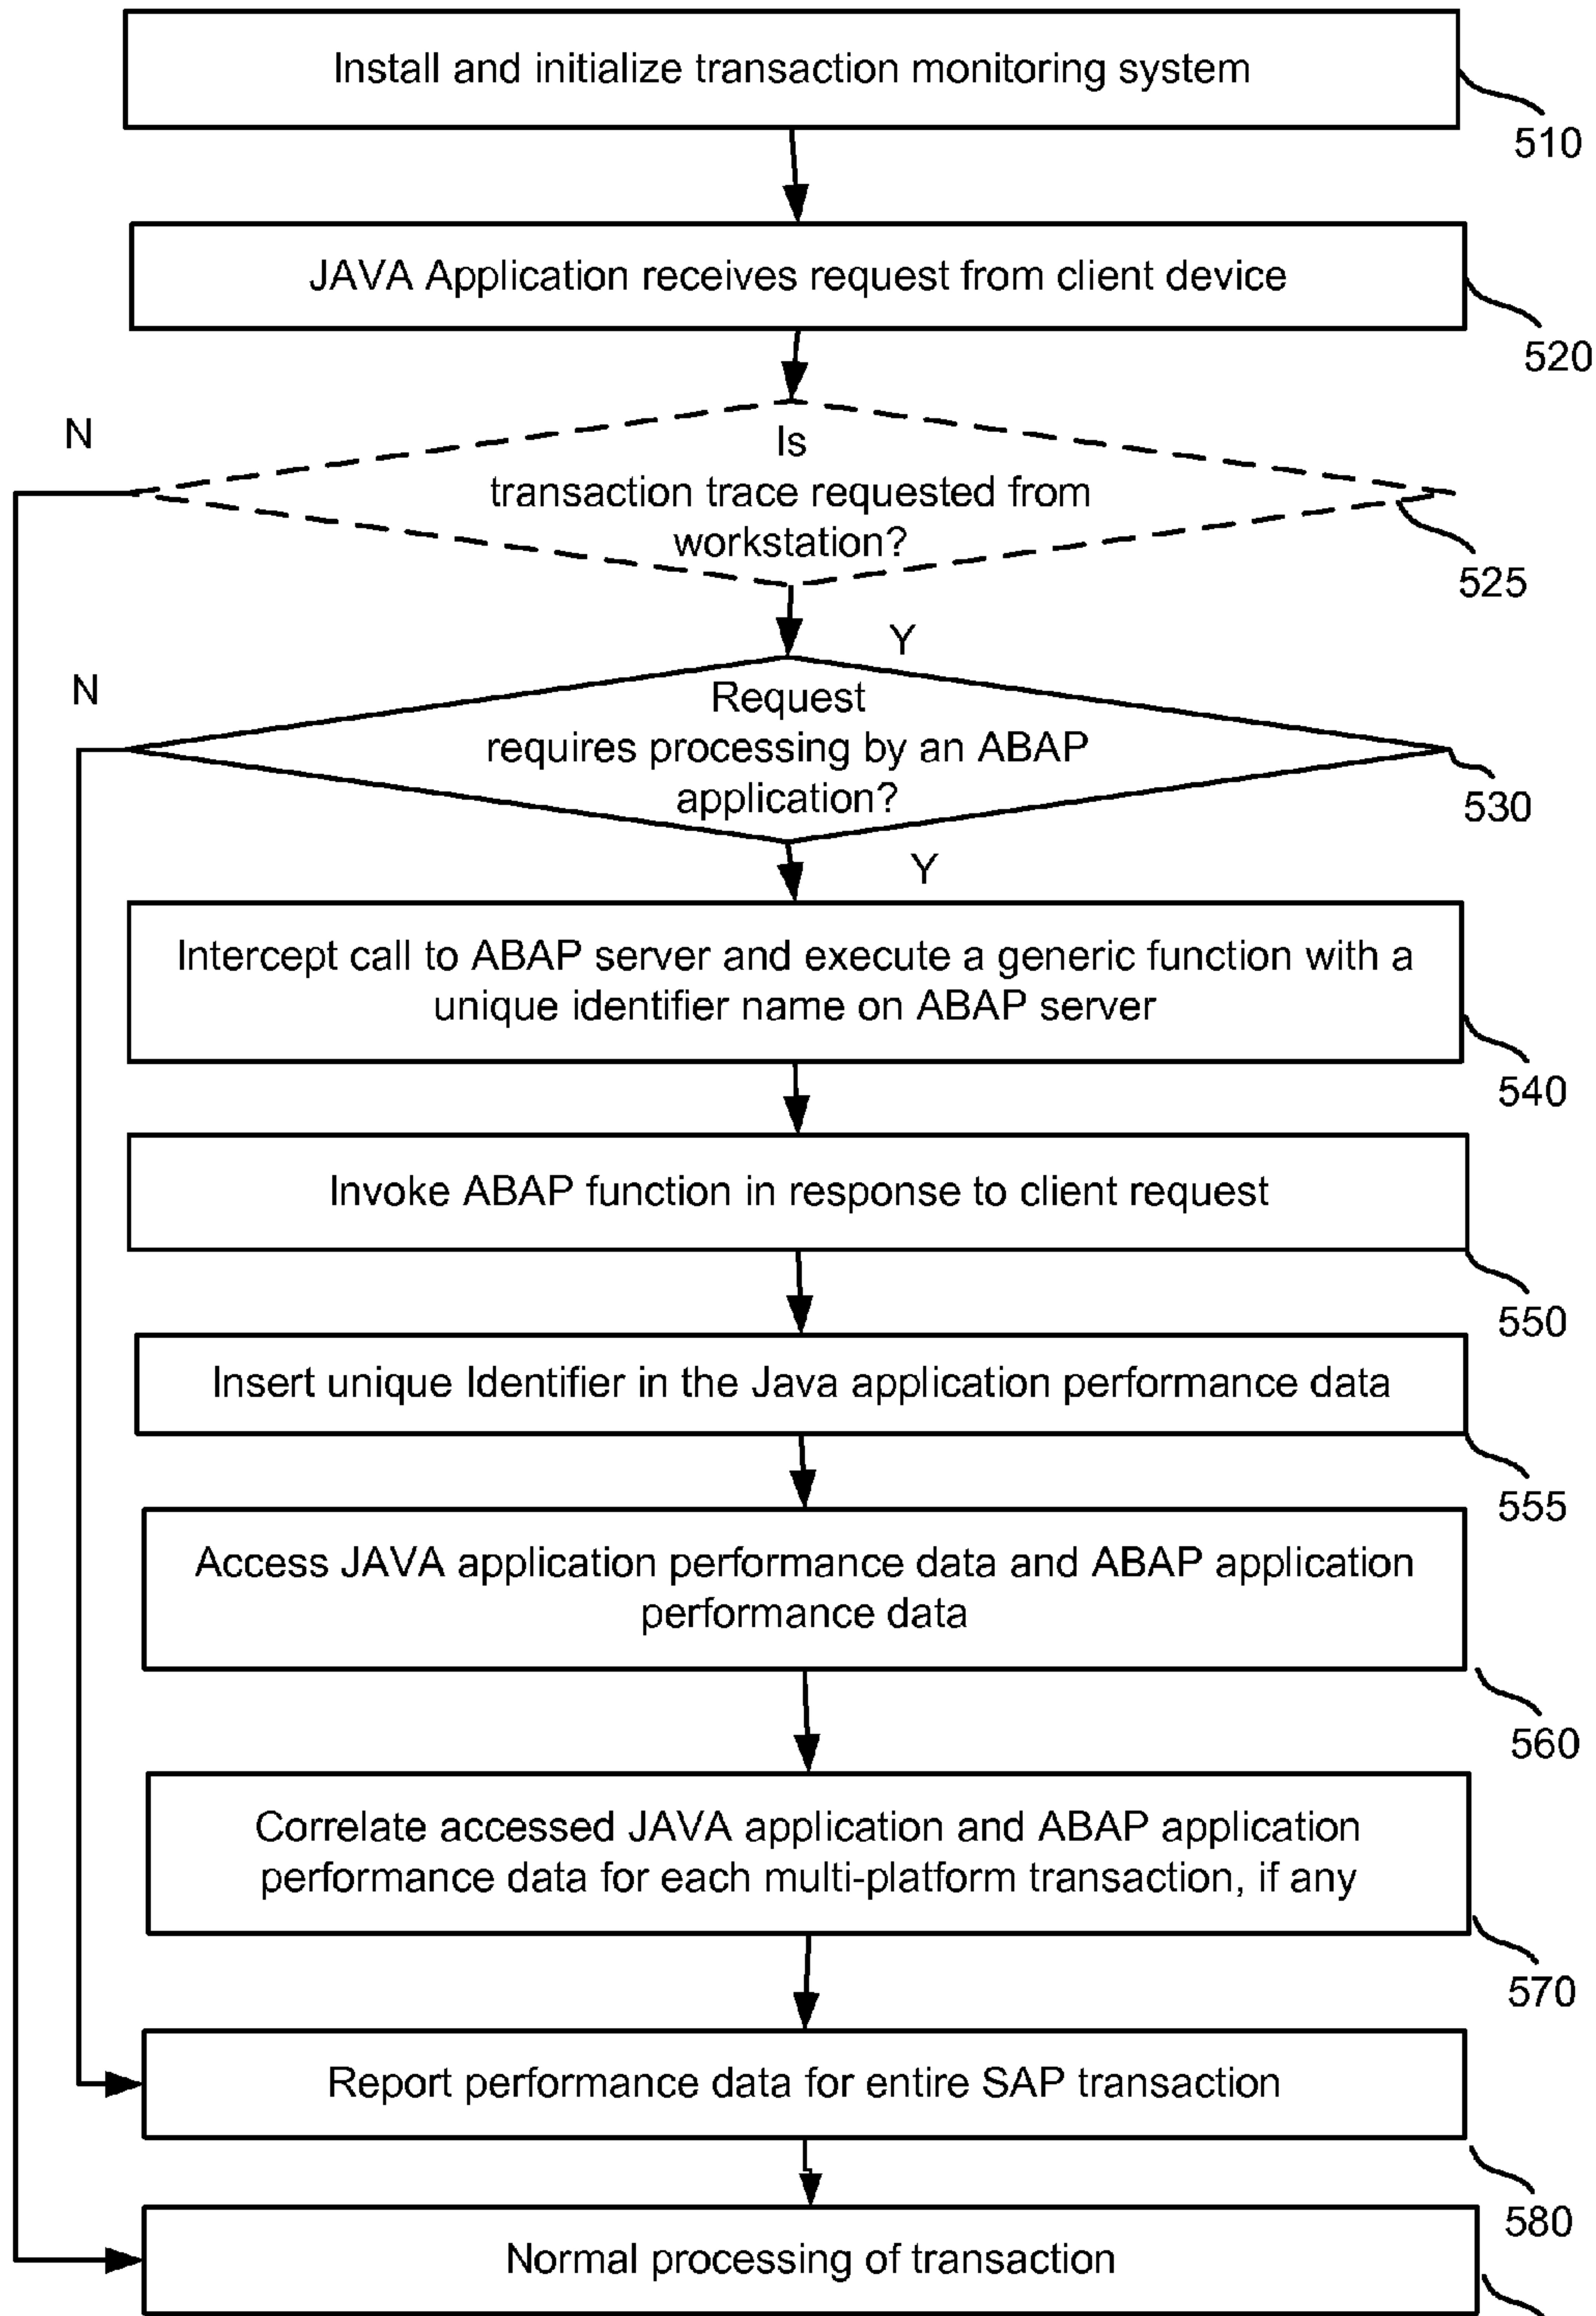 Install and initialize transaction monitoring system
510
JAVA Application receives request from client device
520
N
Is
transaction trace requested from
workstation?
525
Y
N
Request
requires processing by an ABAP
application?
530
Y
Intercept call to ABAP server and execute a generic function with a
unique identifier name on ABAP server
540
Invoke ABAP function in response to client request
550
Insert unique Identifier in the Java application performance data
555
Access JAVA application performance data and ABAP application
performance data
560
Correlate accessed JAVA application and ABAP application
performance data for each multi-platform transaction, if any
570
Report performance data for entire SAP transaction
580
Normal processing of transaction